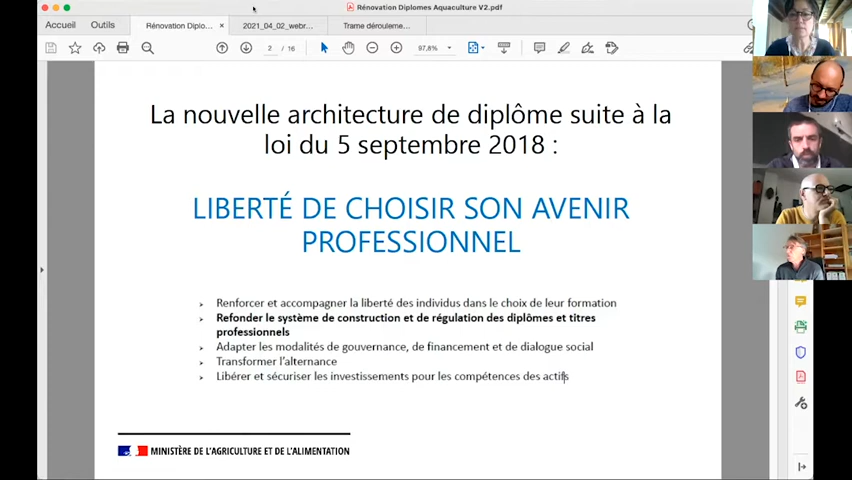 Rénovation Diplomes Aquaculture V2.pdf
Accueil Outils Rénovation Diplo... × 2021_04_02_webr... Trame dérouleme...
2 / 16 97,8%
La nouvelle architecture de diplôme suite à la
loi du 5 septembre 2018 :
LIBERTÉ DE CHOISIR SON AVENIR
PROFESSIONNEL
Renforcer et accompagner la liberté des individus dans le choix de leur formation
Refonder le système de construction et de régulation des diplômes et titres
professionnels
Adapter les modalités de gouvernance, de financement et de dialogue social
Transformer l'alternance
Libérer et sécuriser les investissements pour les compétences des actifs
MINISTÈRE DE L'AGRICULTURE ET DE L'ALIMENTATION